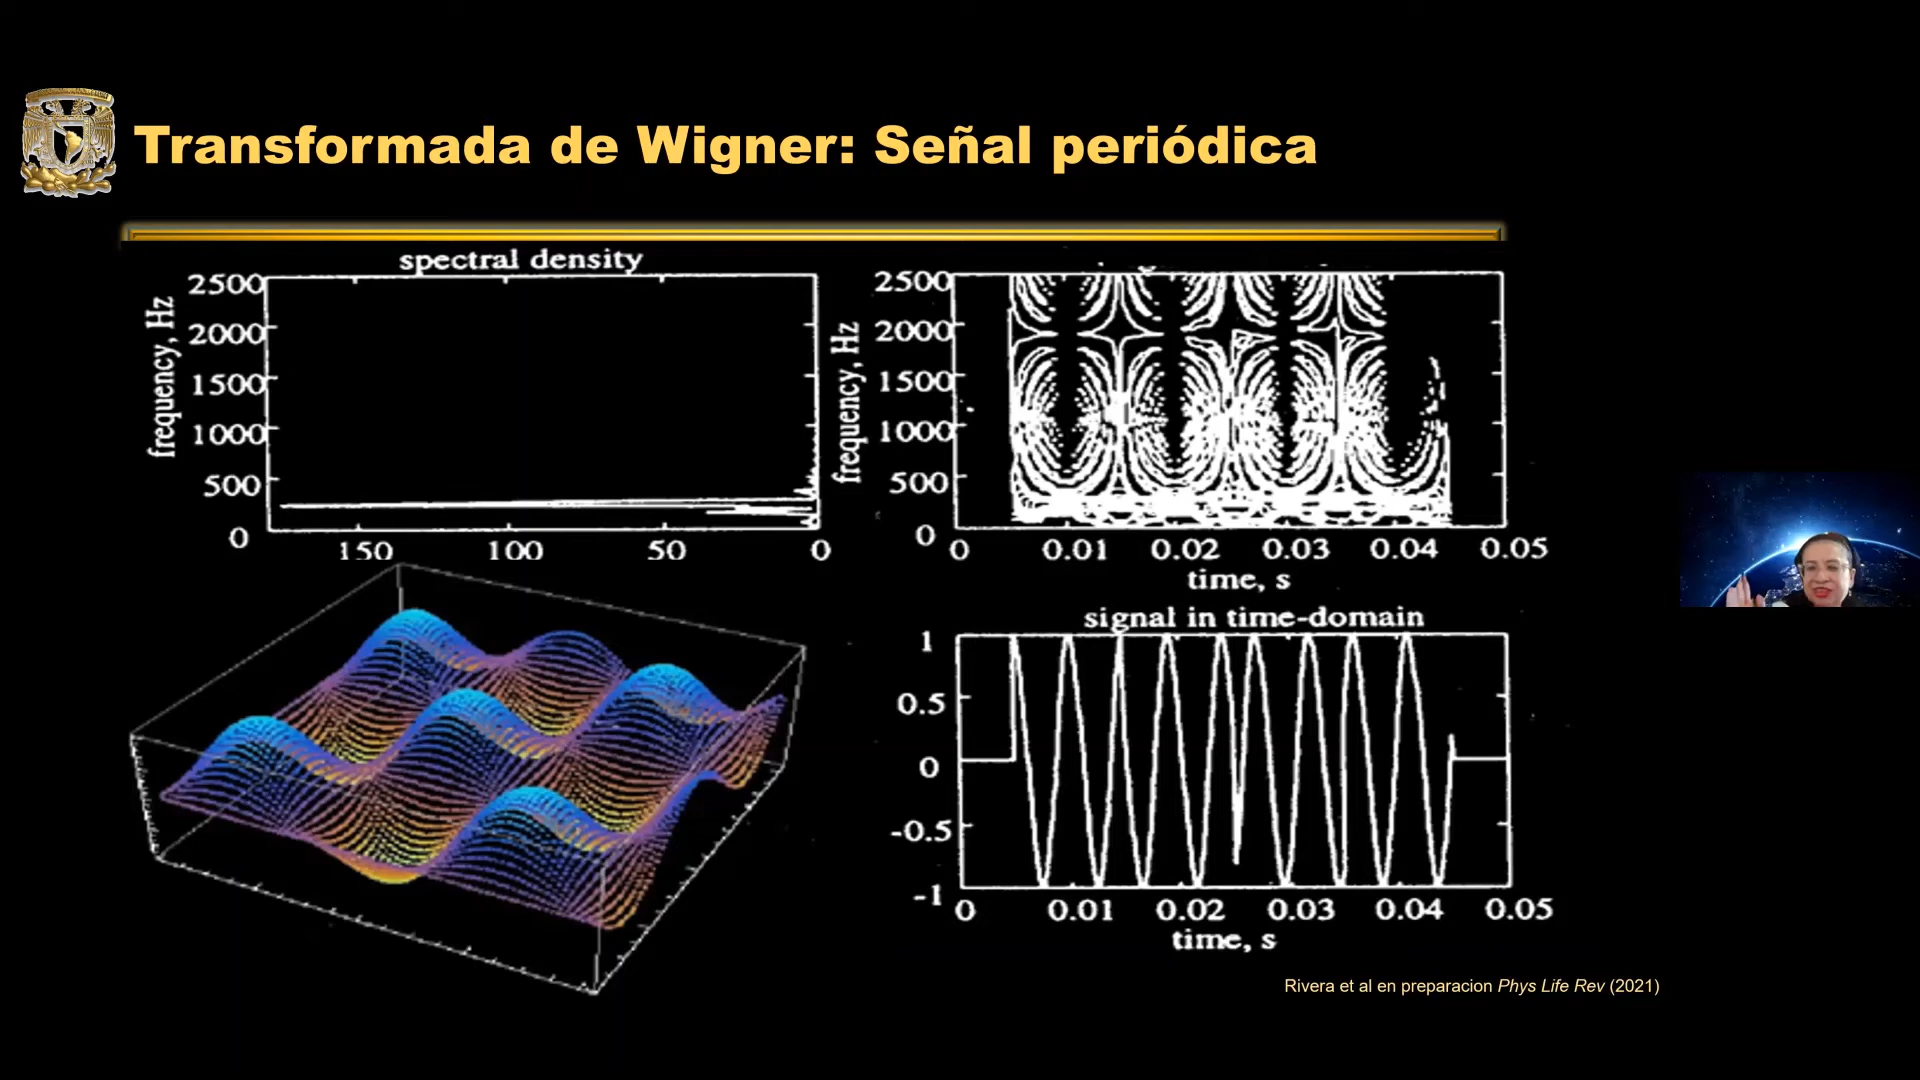 Transformada de Wigner: Señal periódica
spectral density
2500
2000
1500
1000
500
0
frequency, Hz
150 100 50 0
2500
2000
1500
1000
500
0
frequency, Hz
0 0.01 0.02 0.03 0.04 0.05
time, s
signal in time-domain
1
0.5
0
-0.5
-1
0 0.01 0.02 0.03 0.04 0.05
time, s
Rivera et al en preparacion Phys Life Rev (2021)